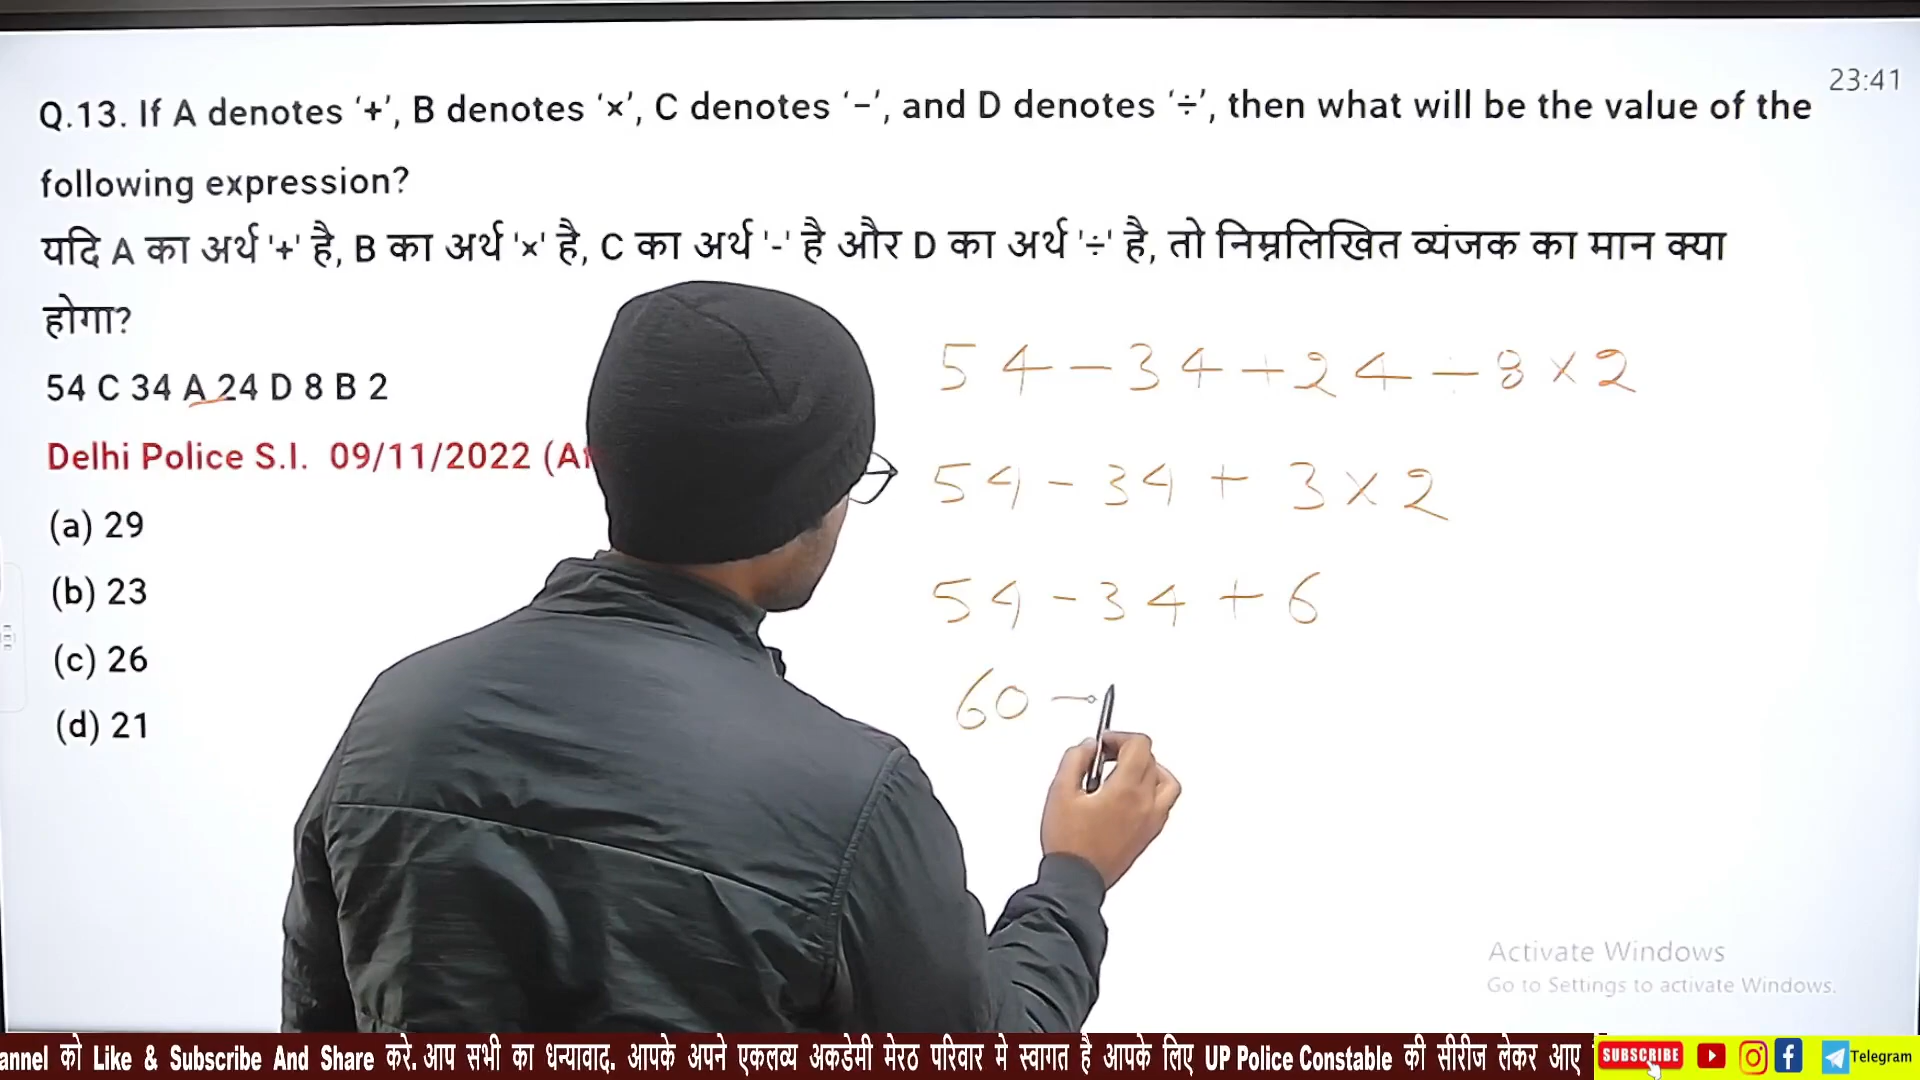 23:41
Q.13. If A denotes ‘+’, B denotes ‘×’, C denotes ‘−’, and D denotes ‘÷’, then what will be the value of the
following expression?
यदि A का अर्थ '+' है, B का अर्थ '×' है, C का अर्थ '-' है और D का अर्थ '÷' है, तो निम्नलिखित व्यंजक का मान क्या
होगा?
54 C 34 A 24 D 8 B 2
Delhi Police S.I. 09/11/2022
(a) 29
(b) 23
(c) 26
(d) 21
54 − 34 + 24 ÷ 8 × 2
54 - 34 + 3 × 2
54 - 34 + 6
60 -
Activate Windows
Go to Settings to activate Windows.
को Like & Subscribe And Share करे. आप सभी का धन्यावाद. आपके अपने एकलव्य अकडेमी मेरठ परिवार मे स्वागत है आपके लिए UP Police Constable की सीरीज लेकर आए
SUBSCRIBE
Telegram